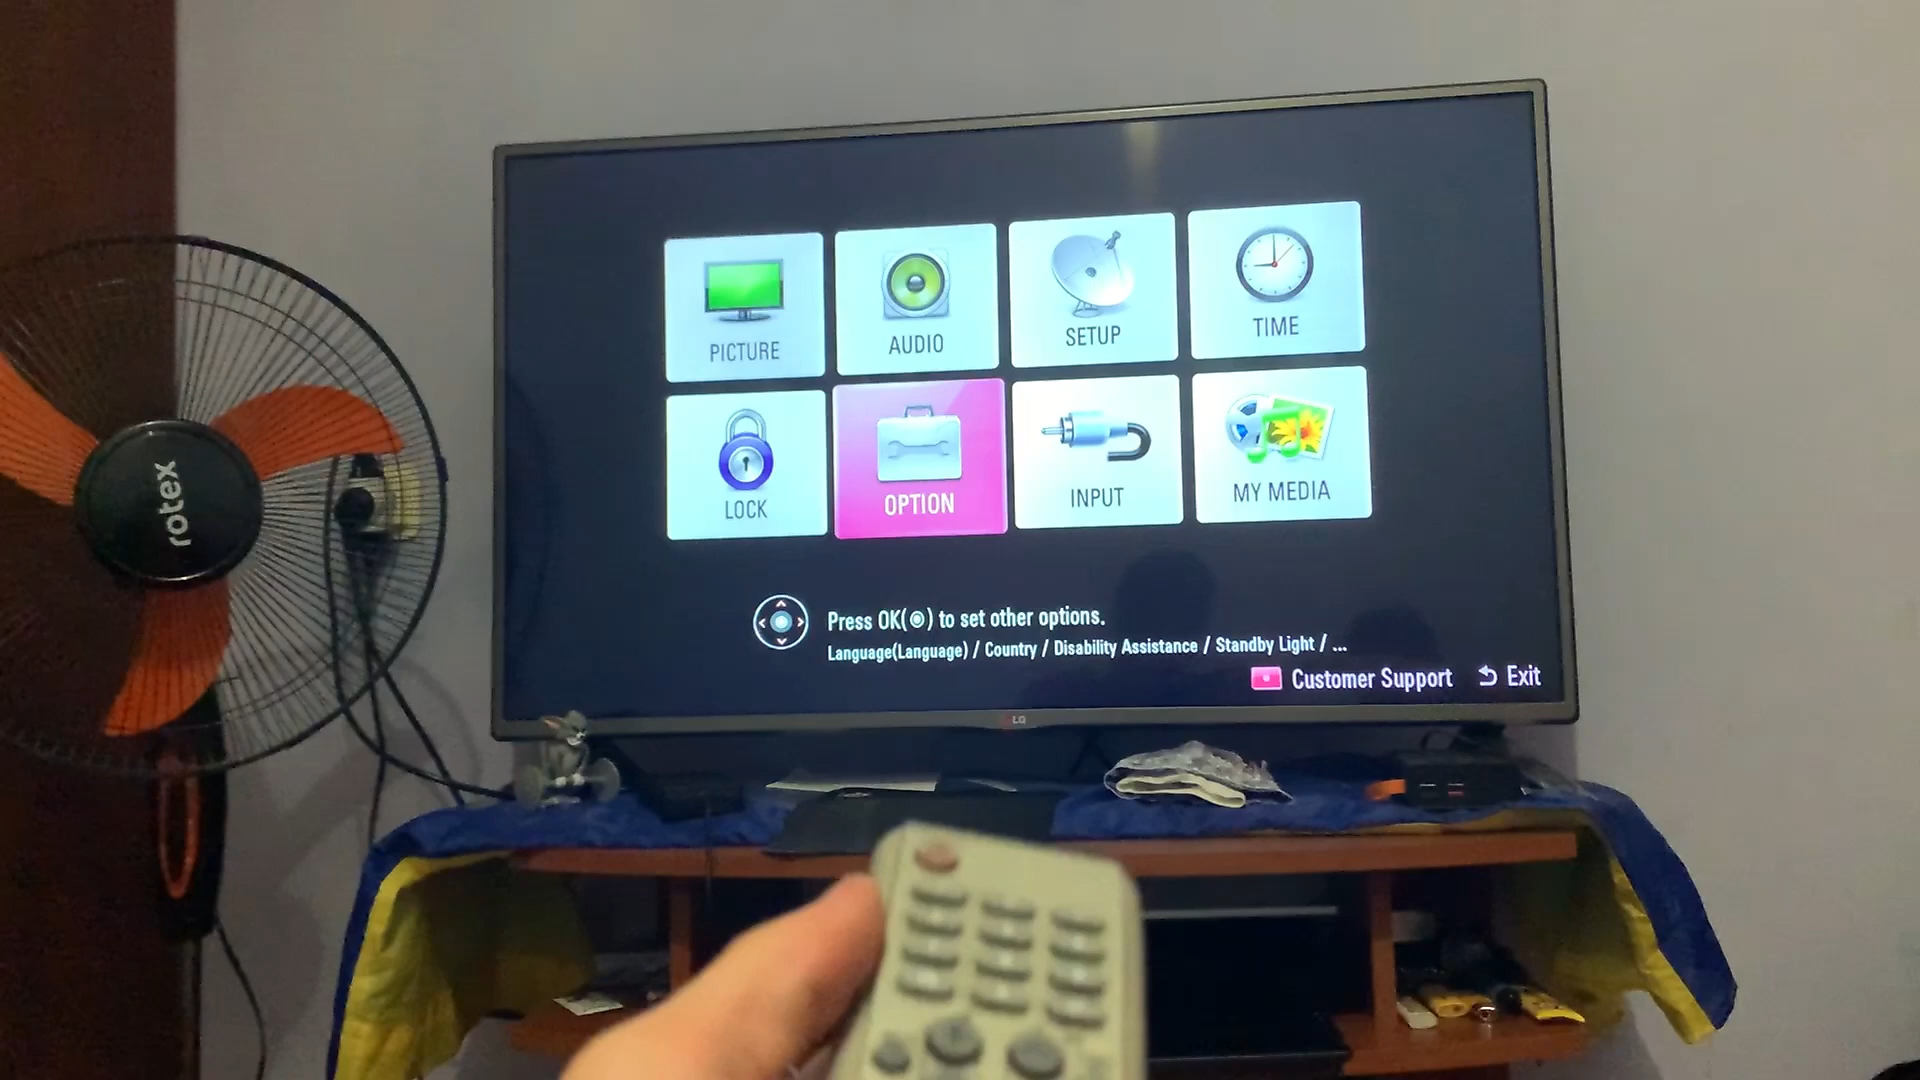 PICTURE
AUDIO
SETUP
TIME
LOCK
OPTION
INPUT
MY MEDIA
Press OK(◉) to set other options.
Language(Language) / Country / Disability Assistance / Standby Light / ...
Customer Support
Exit
LG
rotex